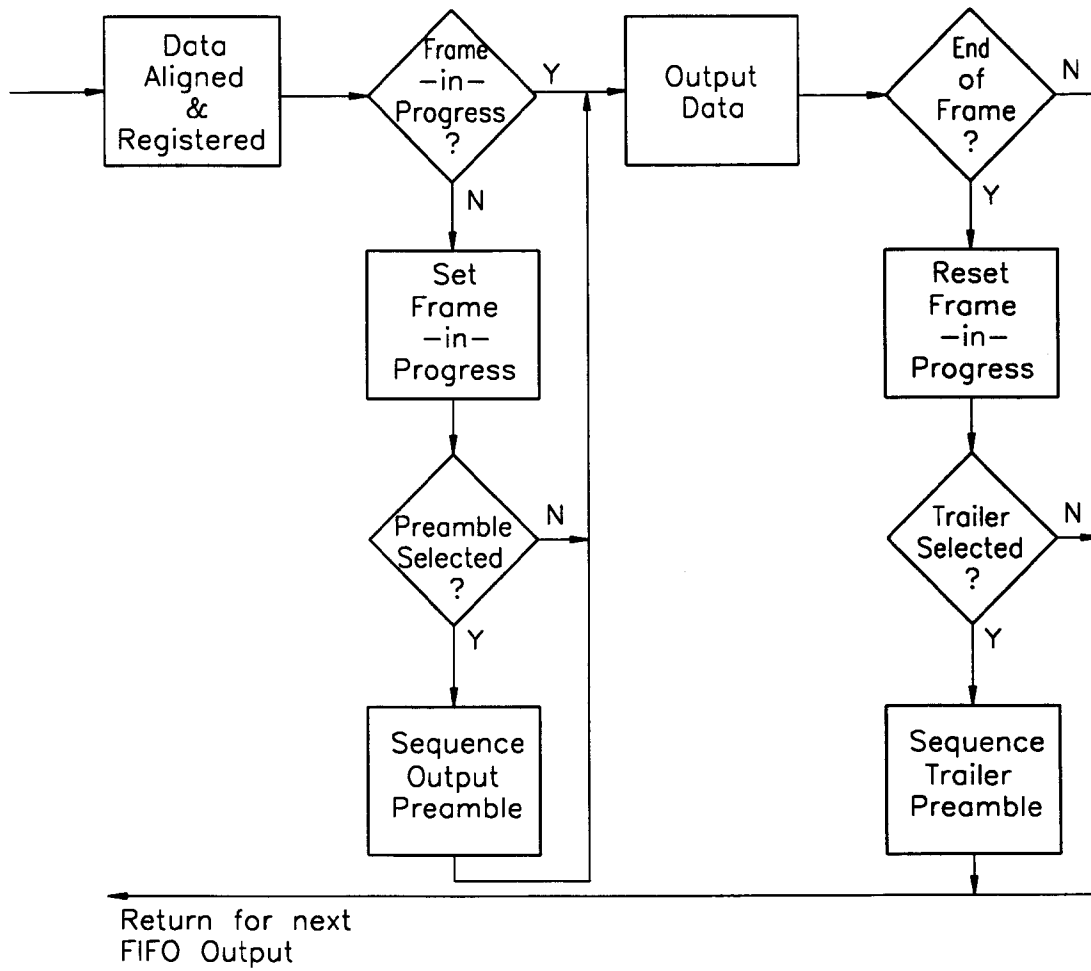 Data
Aligned
&
Registered
Frame
-in-
Progress
?
Y
N
Output
Data
End
of
Frame
?
N
Y
Set
Frame
-in-
Progress
Reset
Frame
-in-
Progress
Preamble
Selected
?
N
Y
Trailer
Selected
?
N
Y
Sequence
Output
Preamble
Sequence
Trailer
Preamble
Return for next
FIFO Output